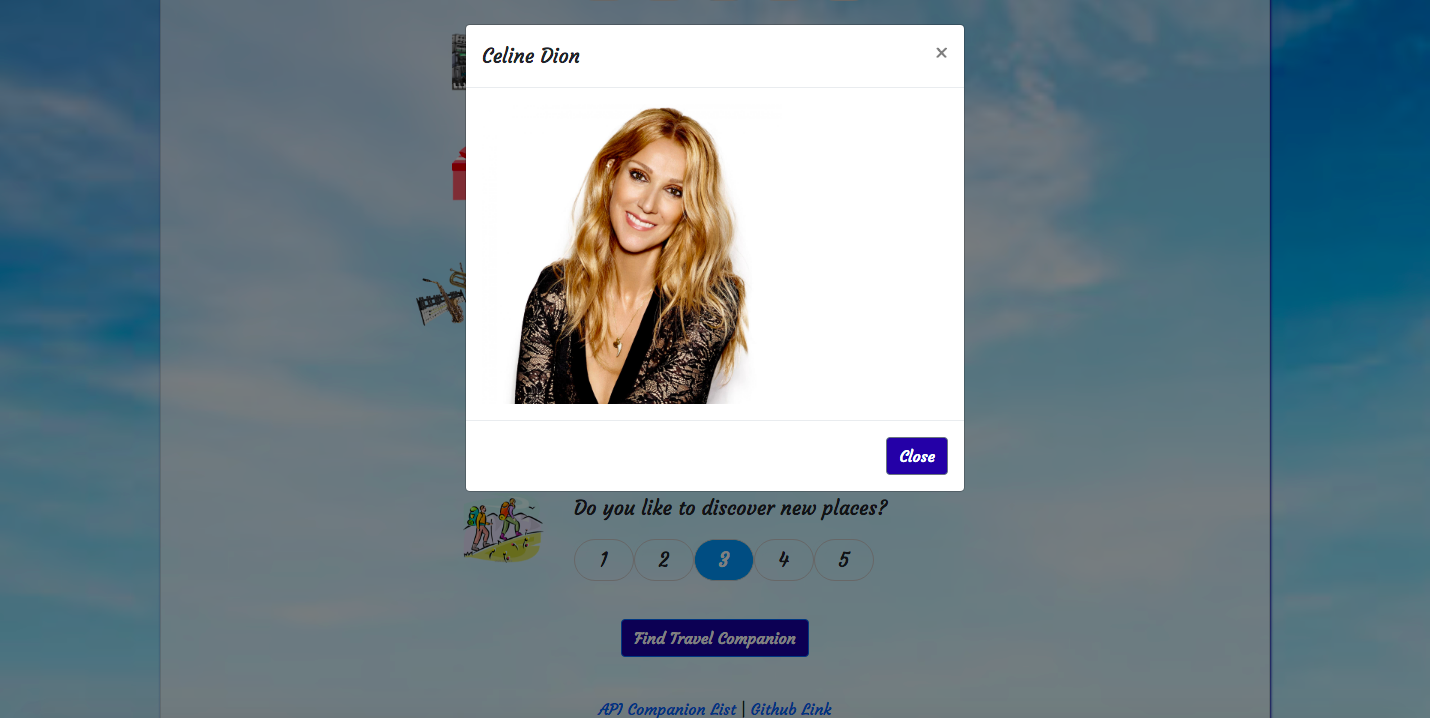 Celine Dion
×
Close
Do you like to discover new places?
1 2 3 4 5
Find Travel Companion
API Companion List | Github Link